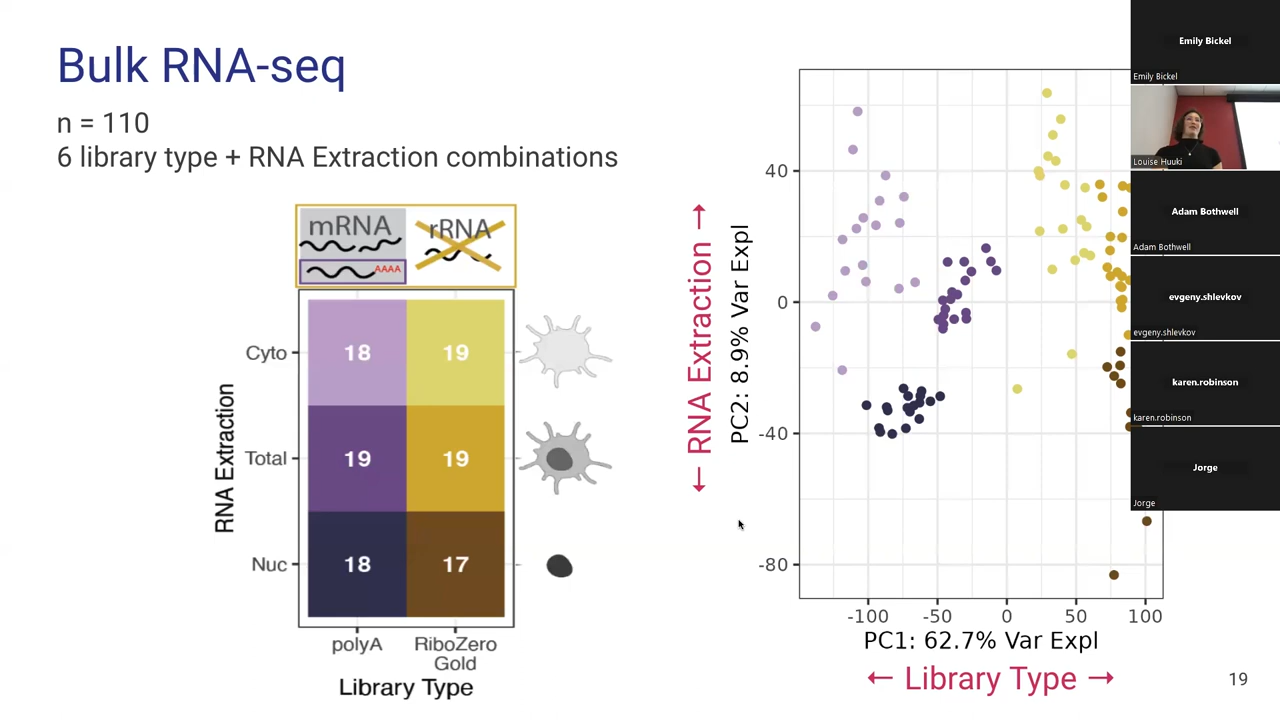 Bulk RNA-seq
n = 110
6 library type + RNA Extraction combinations
mRNA
rRNA
AAAA
RNA Extraction
Cyto
18
19
Total
19
19
Nuc
18
17
polyA
RiboZero
Gold
Library Type
← RNA Extraction →
PC2: 8.9% Var Expl
40
0
-40
-80
-100
-50
0
50
100
PC1: 62.7% Var Expl
← Library Type →
19
Emily Bickel
Emily Bickel
Louise Huuki
Adam Bothwell
Adam Bothwell
evgeny.shlevkov
evgeny.shlevkov
karen.robinson
karen.robinson
Jorge
Jorge